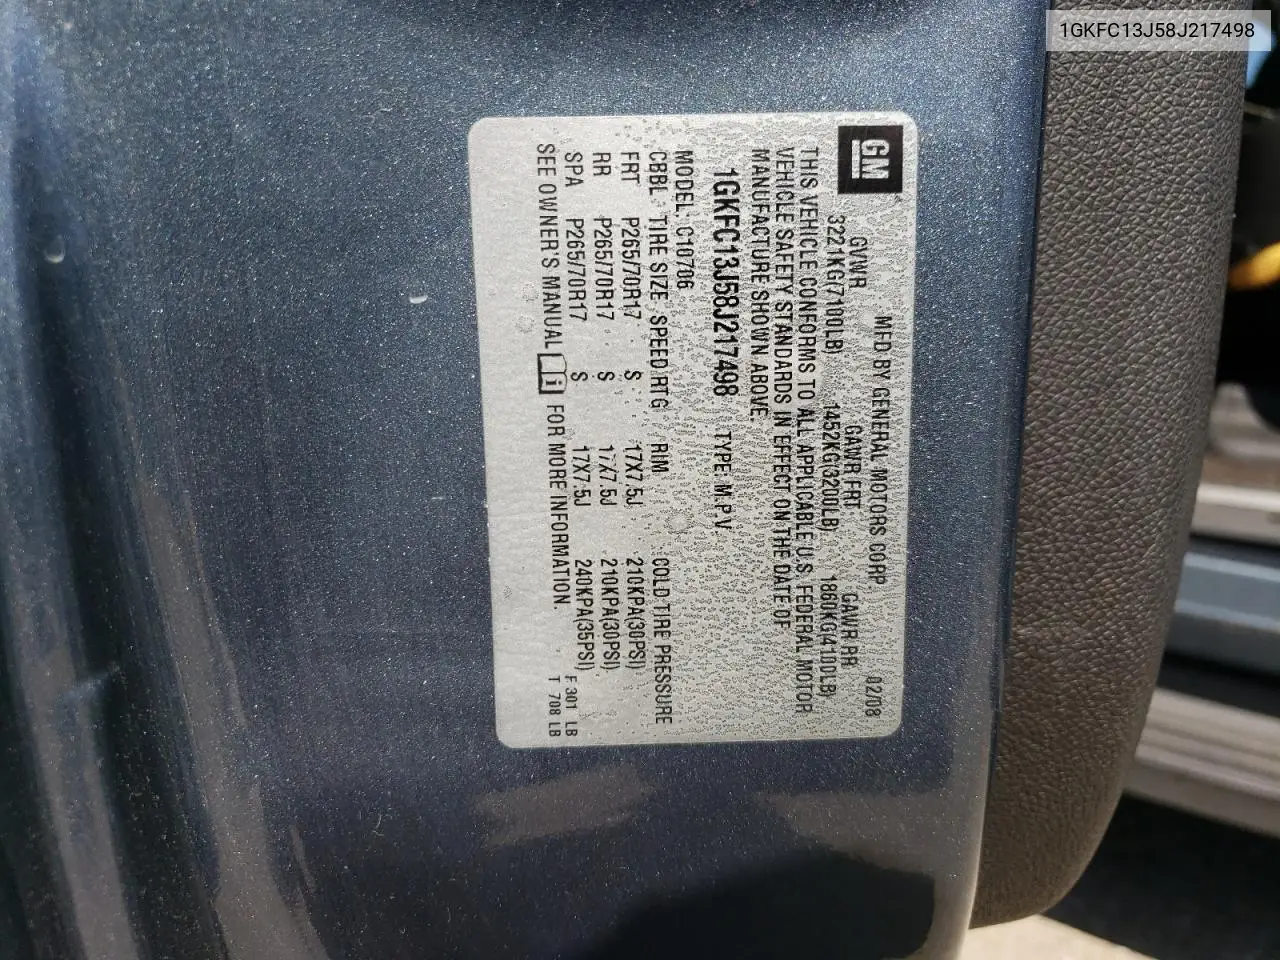 1GKFC13J58J217498
GM
MFD BY GENERAL MOTORS CORP 02/08
GVWR GAWR FRT GAWR RR
3221KG(7100LB) 1452KG(3200LB) 1860KG(4100LB)
THIS VEHICLE CONFORMS TO ALL APPLICABLE U.S. FEDERAL MOTOR
VEHICLE SAFETY STANDARDS IN EFFECT ON THE DATE OF
MANUFACTURE SHOWN ABOVE.
1GKFC13J58J217498 TYPE: M.P.V.
MODEL: C10706
CBBL TIRE SIZE SPEED RTG RIM COLD TIRE PRESSURE
FRT P265/70R17 S 17X7.5J 210KPA(30PSI)
RR P265/70R17 S 17X7.5J 210KPA(30PSI)
SPA P265/70R17 S 17X7.5J 240KPA(35PSI) F 301 LB
SEE OWNER'S MANUAL i FOR MORE INFORMATION. T 708 LB